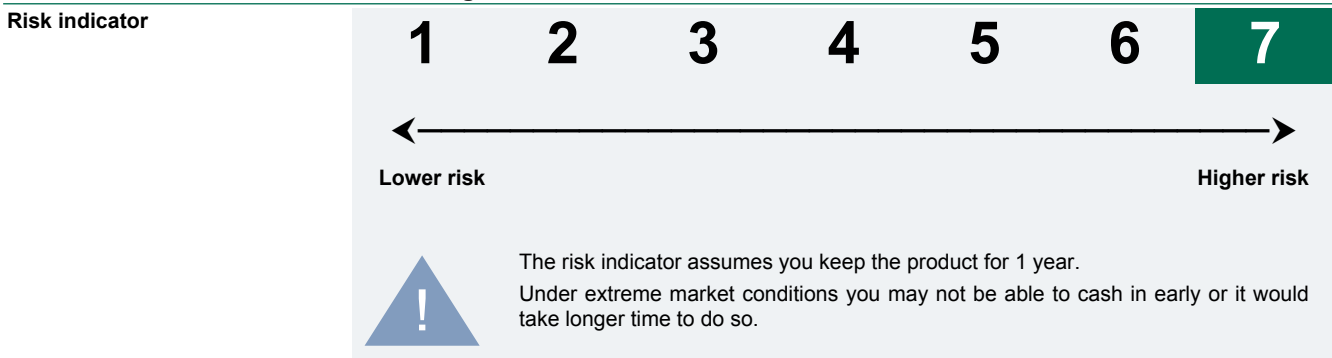 Risk indicator
1 2 3 4 5 6 7
Lower risk Higher risk
!
The risk indicator assumes you keep the product for 1 year.
Under extreme market conditions you may not be able to cash in early or it would
take longer time to do so.